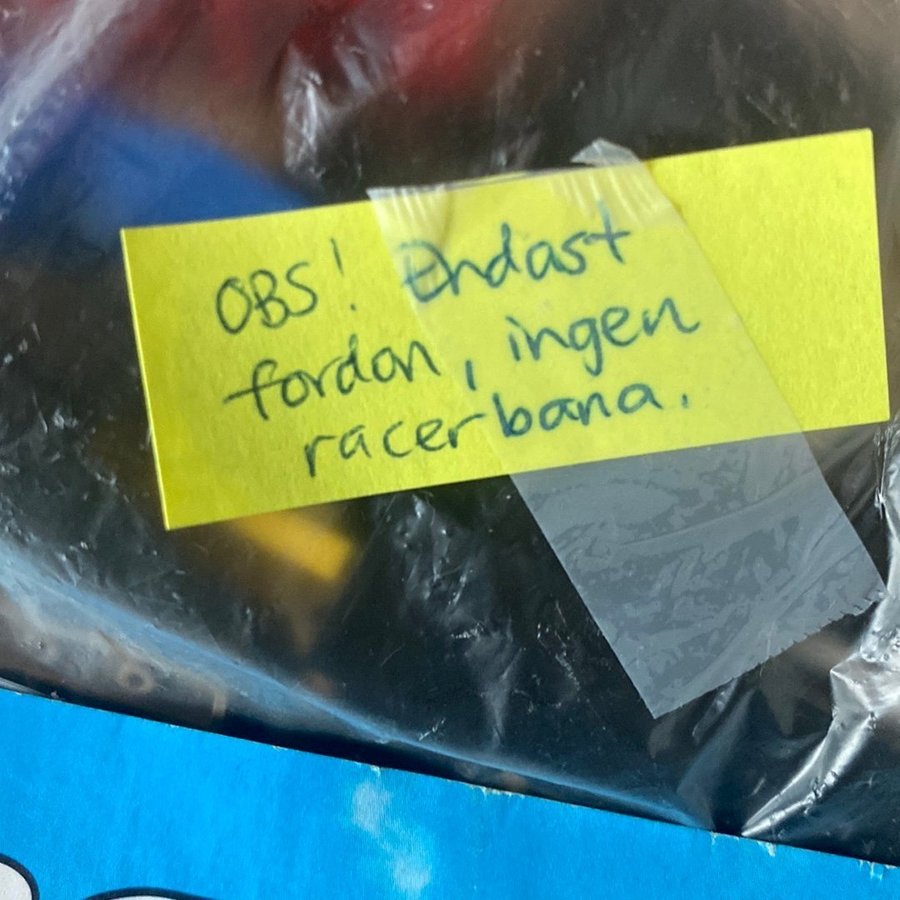 OBS! Endast
fordon, ingen
racerbana.